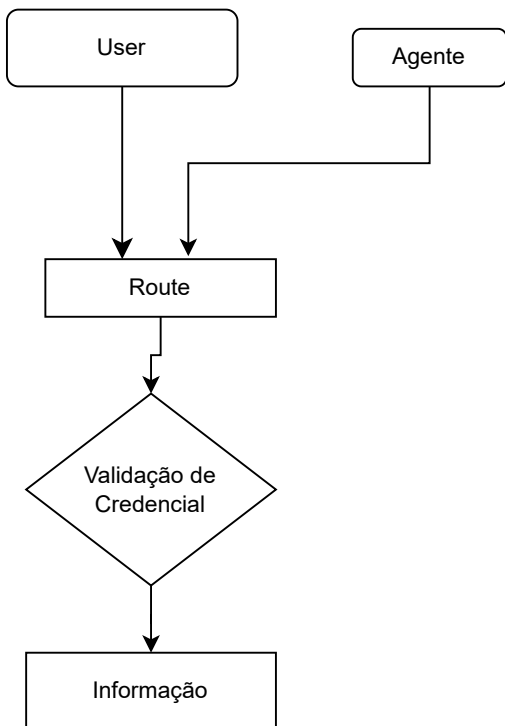 User
Agente
Route
Validação de
Credencial
Informação